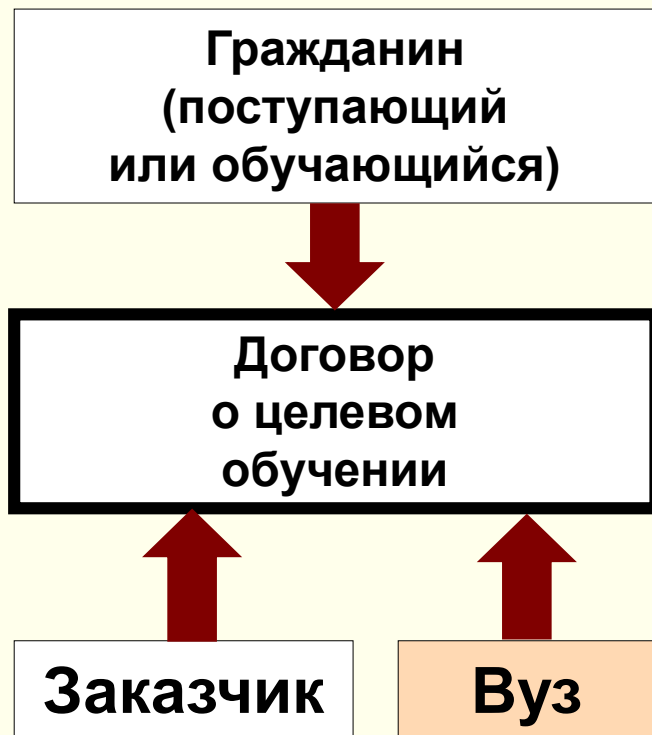 Гражданин
(поступающий
или обучающийся)
Договор
о целевом
обучении
Заказчик
Вуз